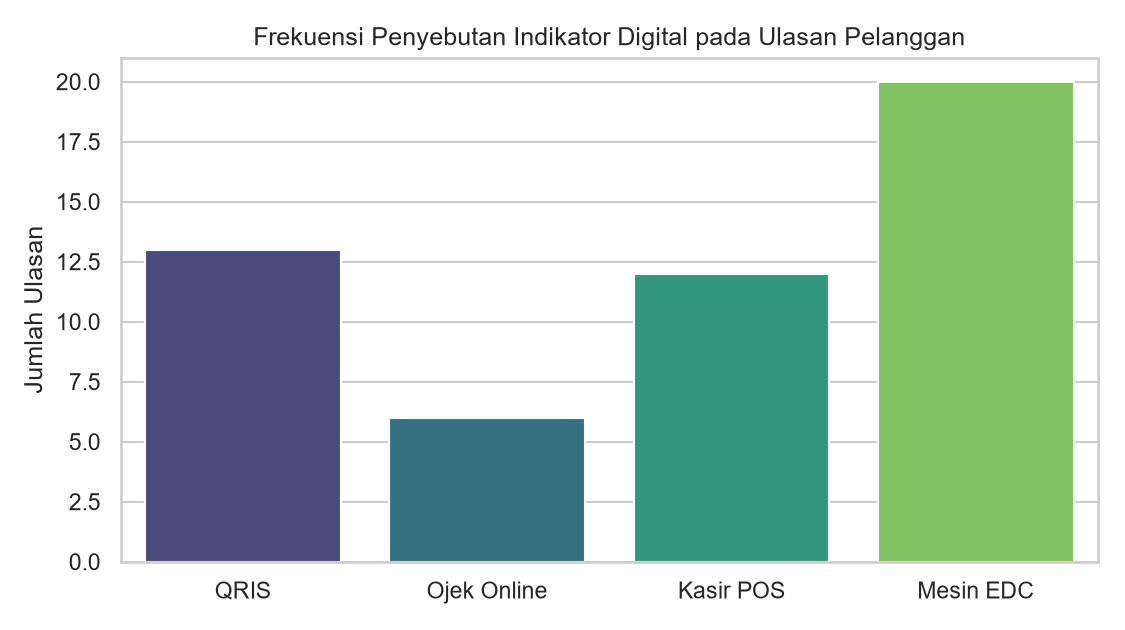 Frekuensi Penyebutan Indikator Digital pada Ulasan Pelanggan
Jumlah Ulasan
20.0
17.5
15.0
12.5
10.0
7.5
5.0
2.5
0.0
QRIS
Ojek Online
Kasir POS
Mesin EDC